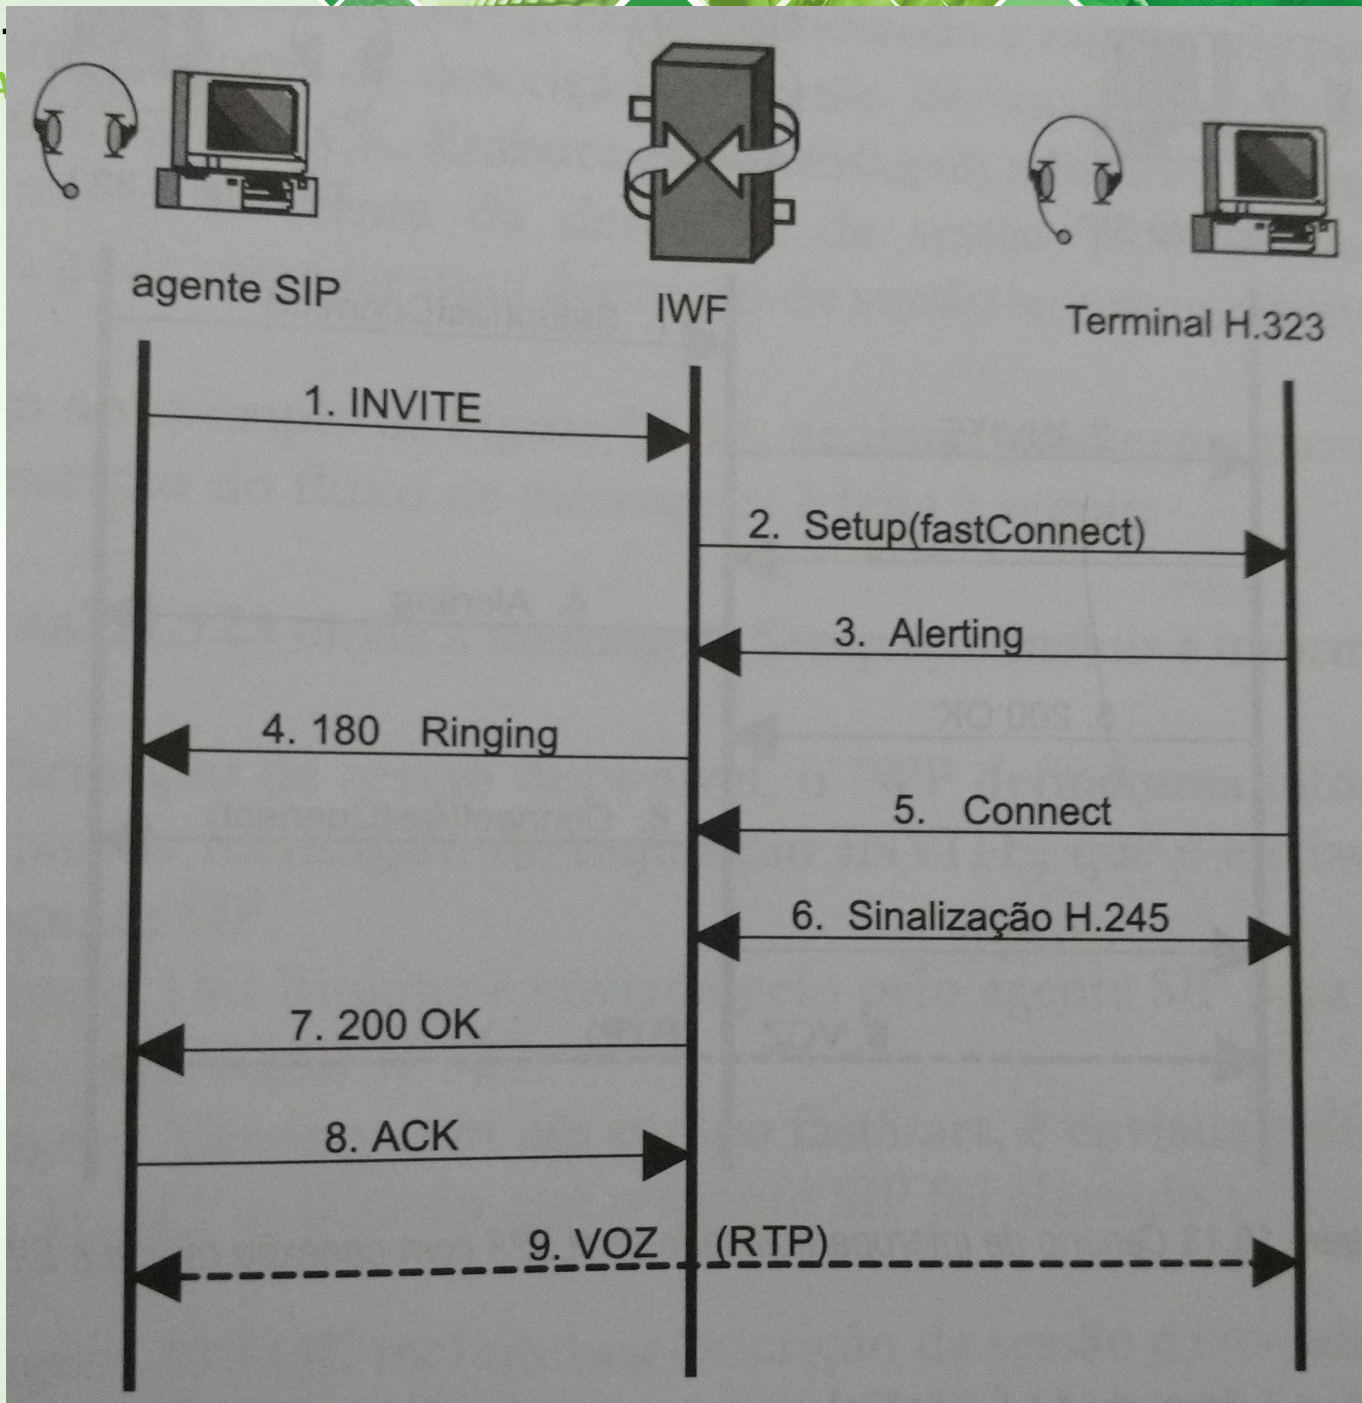 agente SIP
IWF
Terminal H.323
1. INVITE
2. Setup(fastConnect)
3. Alerting
4. 180 Ringing
5. Connect
6. Sinalização H.245
7. 200 OK
8. ACK
9. VOZ (RTP)